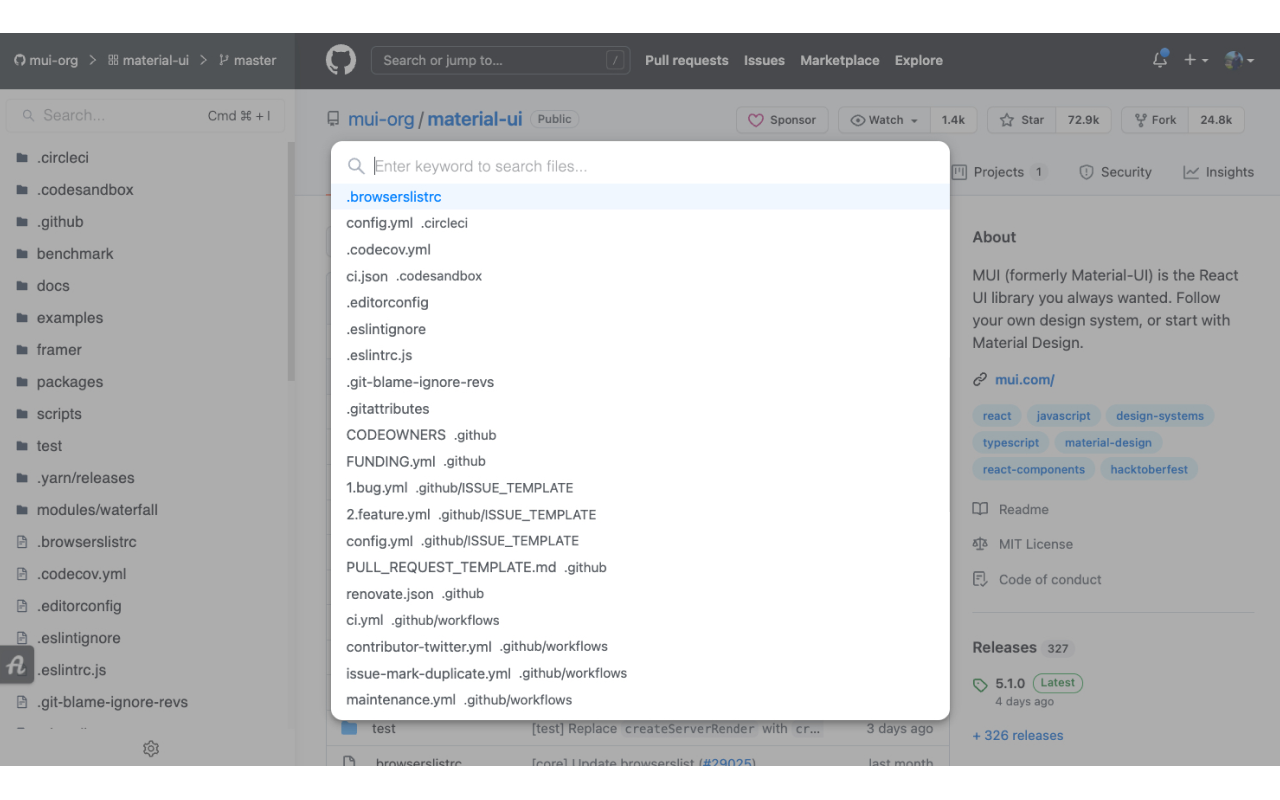 mui-org > material-ui > master
Search or jump to... /
Pull requests Issues Marketplace Explore
Search... Cmd ⌘ + I
.circleci
.codesandbox
.github
benchmark
docs
examples
framer
packages
scripts
test
.yarn/releases
modules/waterfall
.browserslistrc
.codecov.yml
.editorconfig
.eslintignore
.eslintrc.js
.git-blame-ignore-revs
mui-org / material-ui Public
Sponsor Watch 1.4k Star 72.9k Fork 24.8k
Projects 1 Security Insights
Enter keyword to search files...
.browserslistrc
config.yml .circleci
.codecov.yml
ci.json .codesandbox
.editorconfig
.eslintignore
.eslintrc.js
.git-blame-ignore-revs
.gitattributes
CODEOWNERS .github
FUNDING.yml .github
1.bug.yml .github/ISSUE_TEMPLATE
2.feature.yml .github/ISSUE_TEMPLATE
config.yml .github/ISSUE_TEMPLATE
PULL_REQUEST_TEMPLATE.md .github
renovate.json .github
ci.yml .github/workflows
contributor-twitter.yml .github/workflows
issue-mark-duplicate.yml .github/workflows
maintenance.yml .github/workflows
test [test] Replace createServerRender with cr... 3 days ago
.browserslistrc [core] Update browserslist (#29025) last month
About
MUI (formerly Material-UI) is the React
UI library you always wanted. Follow
your own design system, or start with
Material Design.
mui.com/
react javascript design-systems
typescript material-design
react-components hacktoberfest
Readme
MIT License
Code of conduct
Releases 327
5.1.0 Latest
4 days ago
+ 326 releases